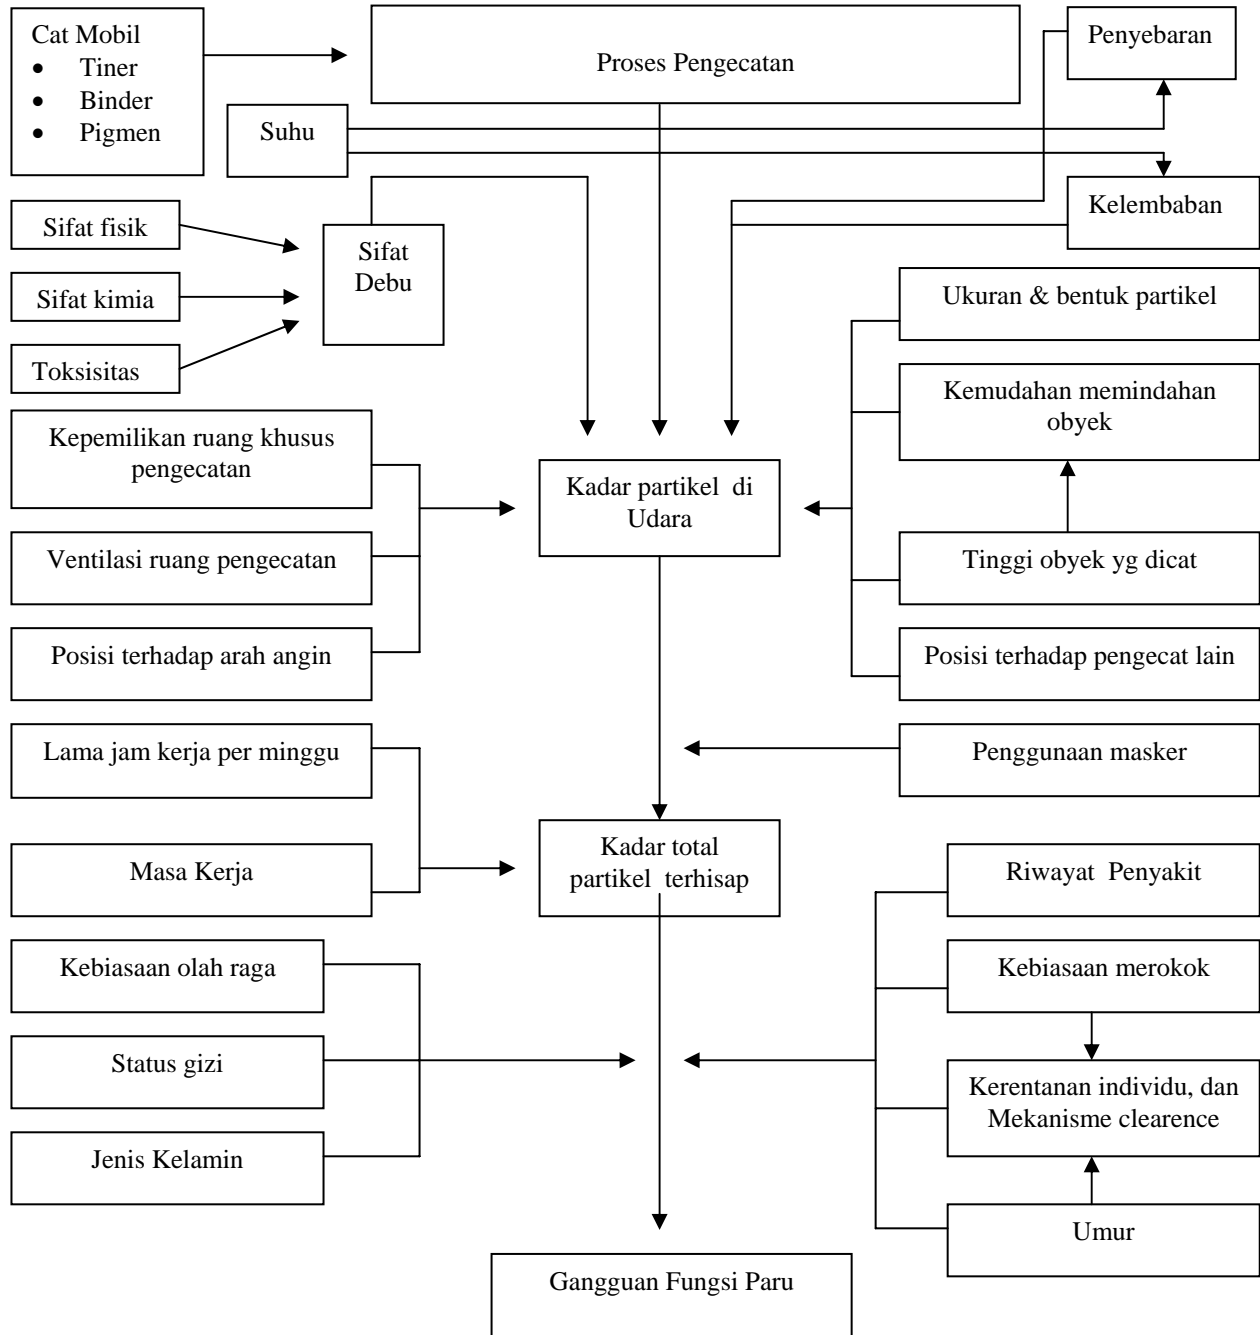 Cat Mobil
• Tiner
• Binder
• Pigmen
Proses Pengecatan
Penyebaran
Suhu
Kelembaban
Sifat fisik
Sifat kimia
Toksisitas
Sifat
Debu
Ukuran & bentuk partikel
Kemudahan memindahan
obyek
Kepemilikan ruang khusus
pengecatan
Kadar partikel di
Udara
Ventilasi ruang pengecatan
Tinggi obyek yg dicat
Posisi terhadap arah angin
Posisi terhadap pengecat lain
Lama jam kerja per minggu
Penggunaan masker
Masa Kerja
Kadar total
partikel terhisap
Riwayat Penyakit
Kebiasaan olah raga
Kebiasaan merokok
Status gizi
Kerentanan individu, dan
Mekanisme clearence
Jenis Kelamin
Umur
Gangguan Fungsi Paru